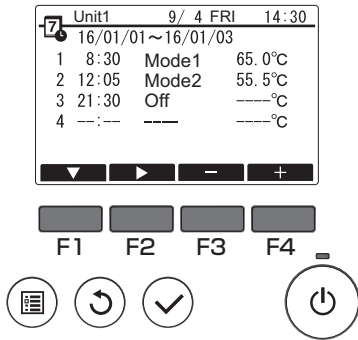 Unit1 9/ 4 FRI 14:30
7 16/01/01～16/01/03
1 8:30 Mode1 65.0℃
2 12:05 Mode2 55.5℃
3 21:30 Off ----℃
4 --:-- ---- ----℃
▼ ▶ − +
F1 F2 F3 F4